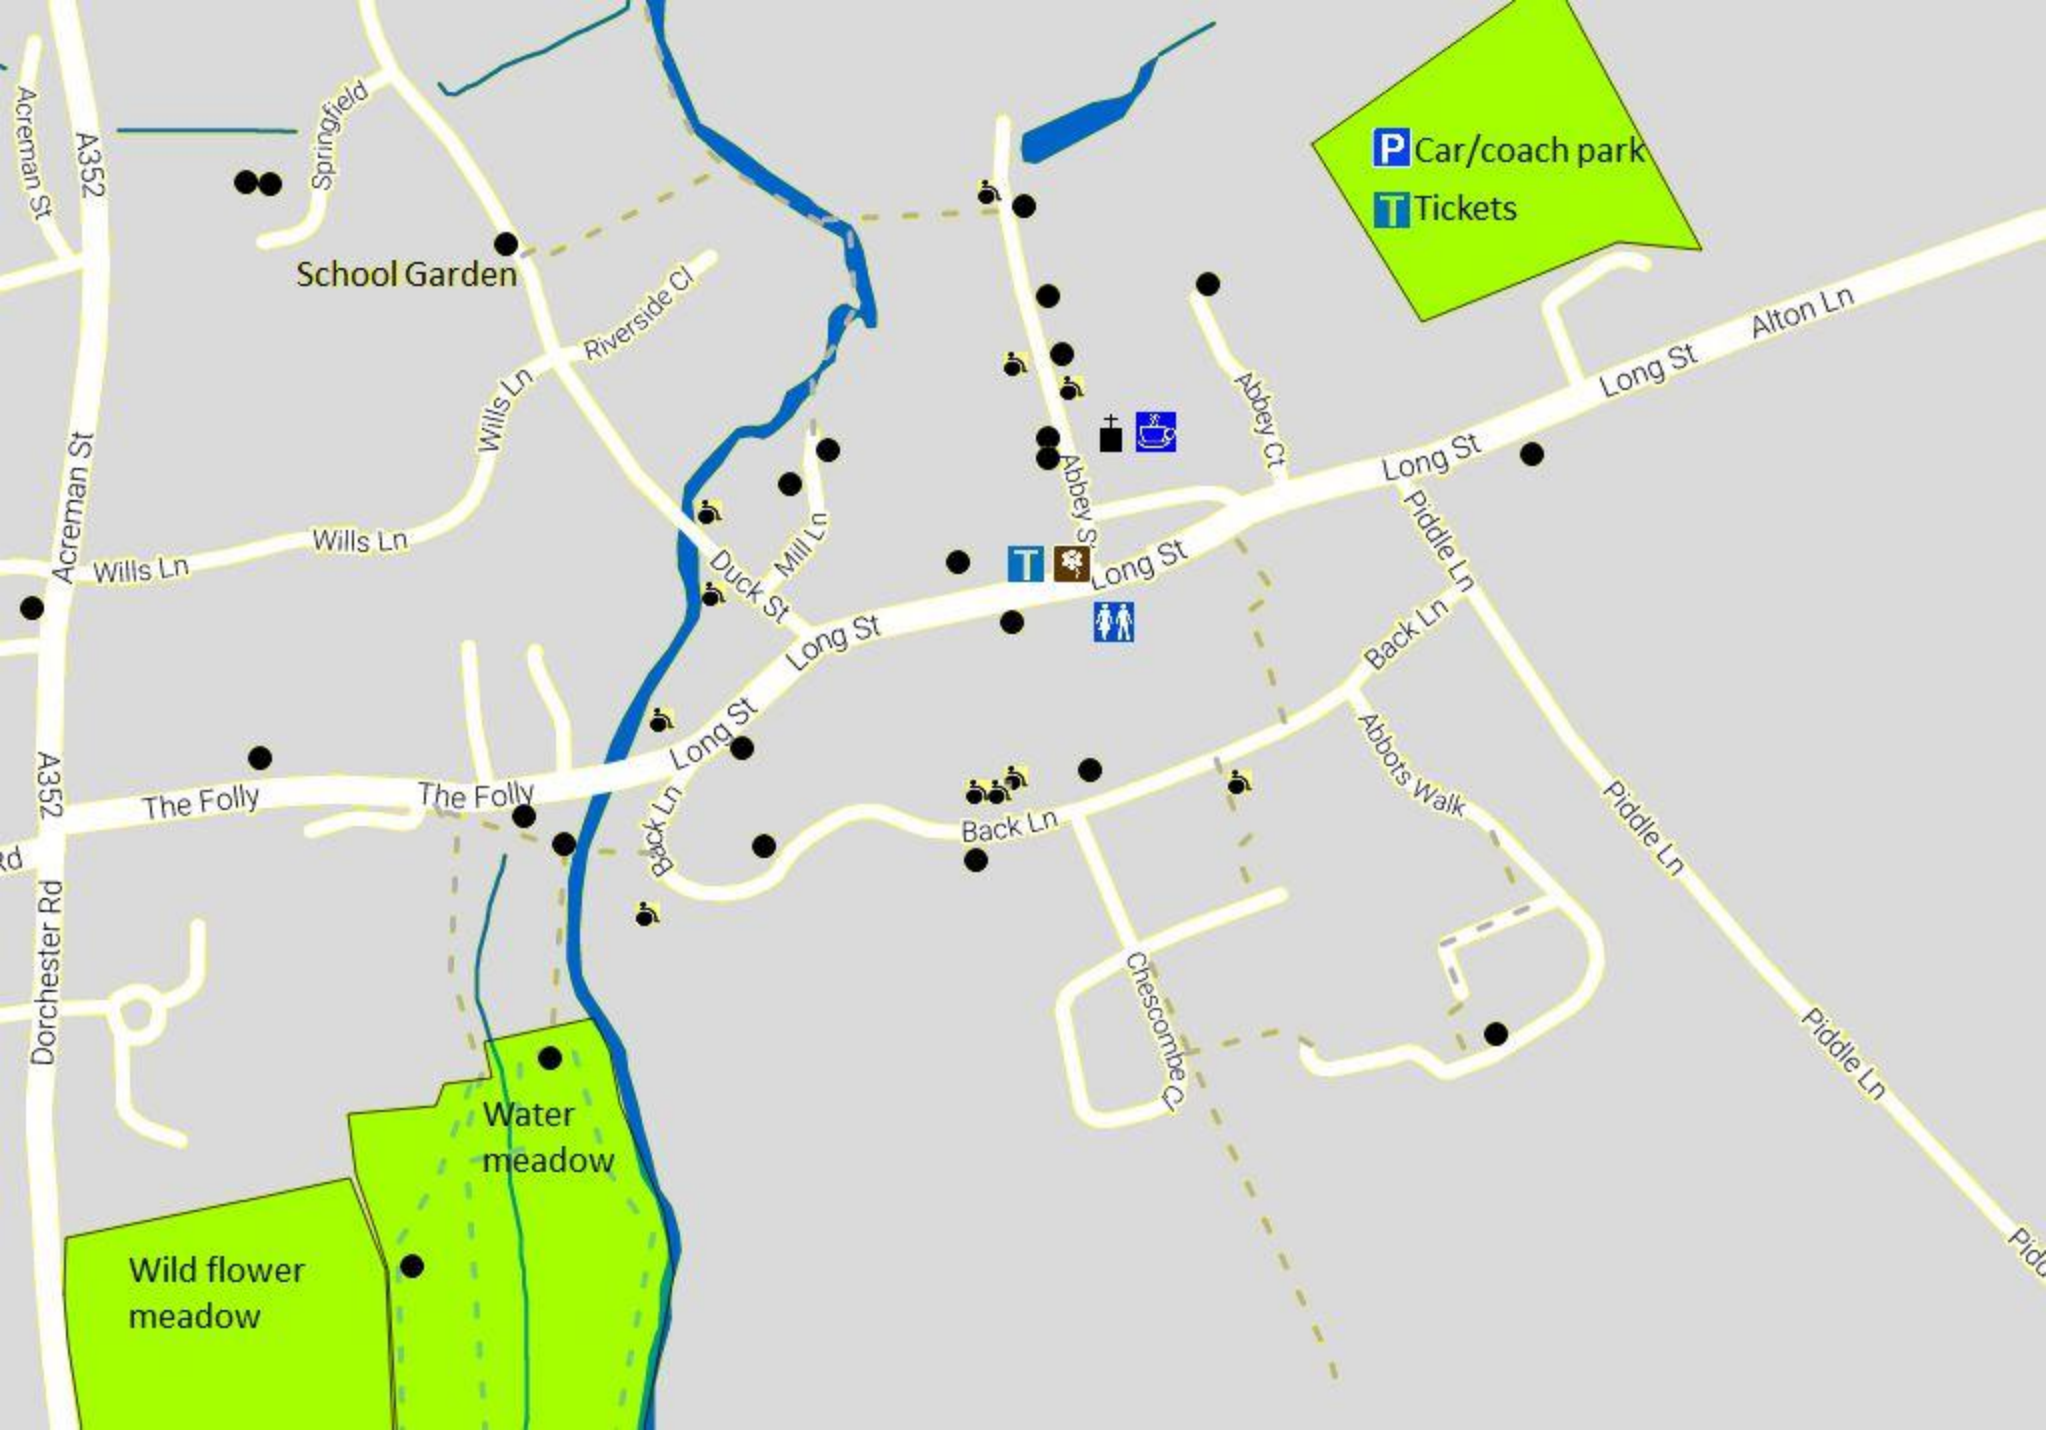 Acreman St
A352
Springfield
P Car/coach park
T Tickets
School Garden
Riverside Cl
Alton Ln
Long St
Wills Ln
Abbey Ct
Long St
Abbey S
Acreman St
Piddle Ln
Wills Ln
Wills Ln
Mill Ln
Duck St
T
Long St
Long St
Back Ln
Long St
Abbots Walk
A352
The Folly
The Folly
Back Ln
Back Ln
Piddle Ln
Rd
Dorchester Rd
Chescombe Cl
Piddle Ln
Water
meadow
Wild flower
meadow
Pidd